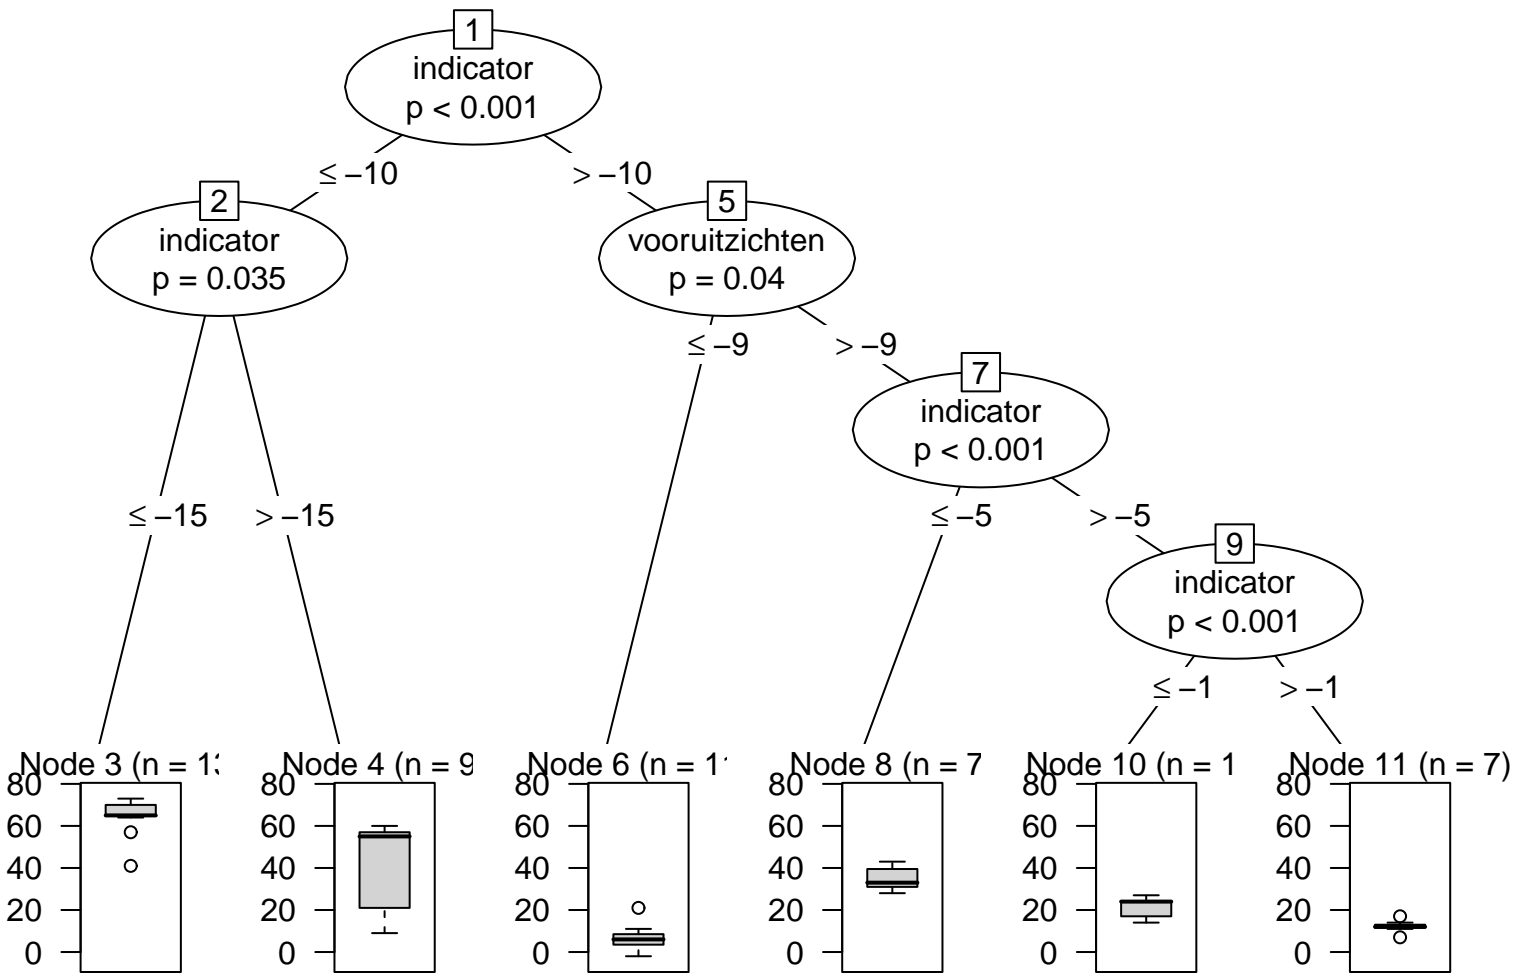 1
indicator
p < 0.001
≤ −10
> −10
2
indicator
p = 0.035
5
vooruitzichten
p = 0.04
≤ −9
> −9
7
indicator
p < 0.001
≤ −15
> −15
≤ −5
> −5
9
indicator
p < 0.001
≤ −1
> −1
Node 3 (n = 13
80
60
40
20
0
Node 4 (n = 9
80
60
40
20
0
Node 6 (n = 1
80
60
40
20
0
Node 8 (n = 7
80
60
40
20
0
Node 10 (n = 1
80
60
40
20
0
Node 11 (n = 7)
80
60
40
20
0